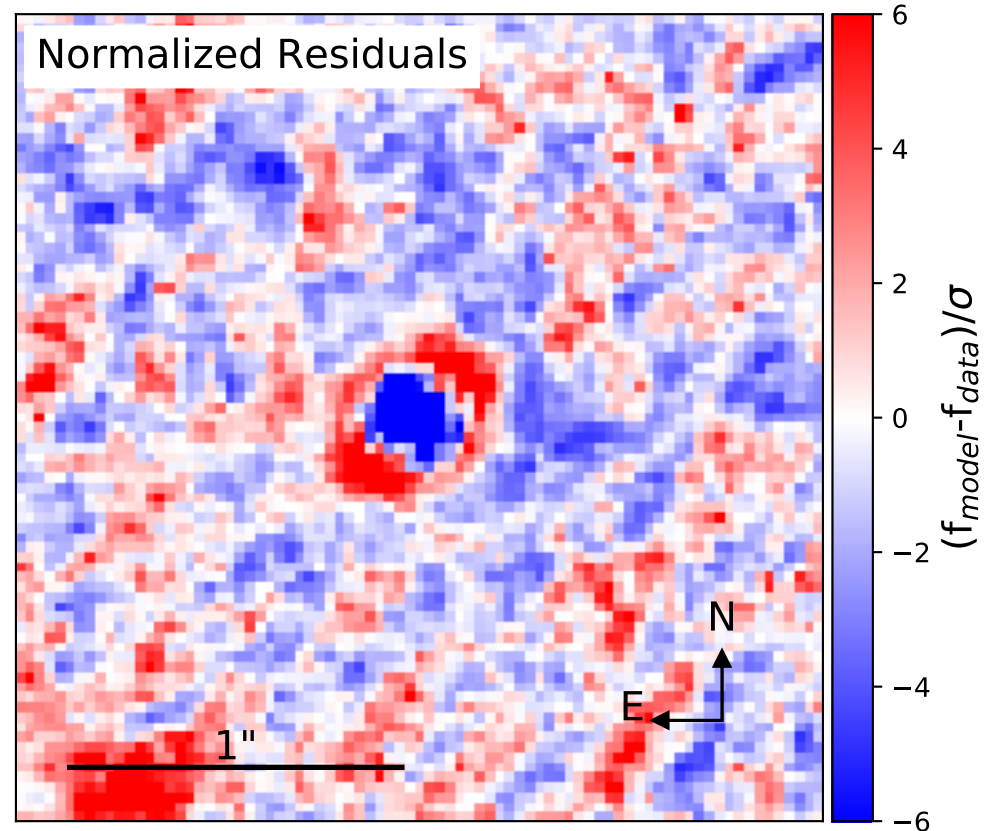 Normalized Residuals
6
4
2
0
−2
−4
−6
(f_model-f_data)/σ
N
E
1"